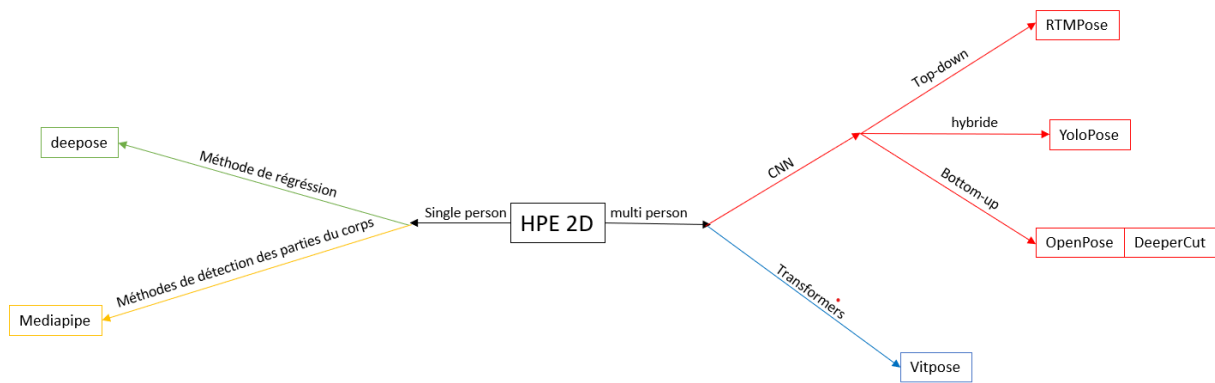 RTMPose
Top-down
hybride
YoloPose
deepose
Méthode de régréssion
CNN
Bottom-up
Single person
HPE 2D
multi person
OpenPose
DeeperCut
Méthodes de détection des parties du corps
Transformers
Mediapipe
Vitpose